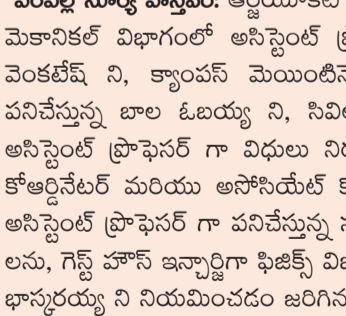 వేంపల్లి సూర్య వాస్తవం: ఆర్జీయూకేటీ
మెకానికల్ విభాగంలో అసిస్టెంట్
వెంకటేష్ ని, క్యాంపస్ మెయింటె
పనిచేస్తున్న బాల ఓబయ్య ని, సివి
అసిస్టెంట్ ప్రొఫెసర్ గా విధులు ని
కోఆర్డినేటర్ మరియు అసోసియేట్
అసిస్టెంట్ ప్రొఫెసర్ గా పనిచేస్తున్న
లను, గెస్ట్ హౌస్ ఇన్చార్జిగా ఫిజిక్స్ వి
భాస్కరయ్య ని నియమించడం జరిగిన